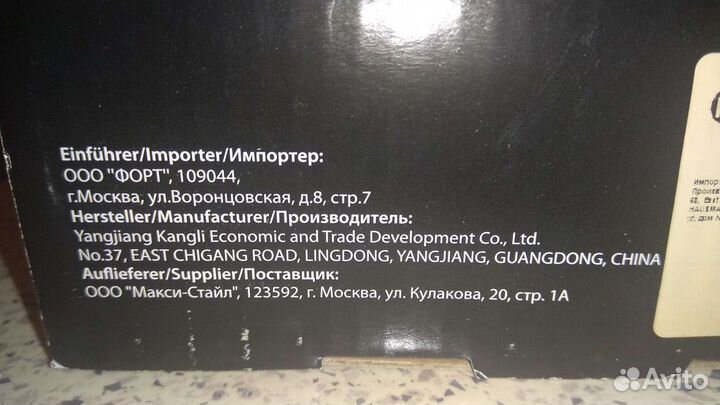 Einführer/Importer/Импортер:
ООО "ФОРТ", 109044,
г.Москва, ул.Воронцовская, д.8, стр.7
Hersteller/Manufacturer/Производитель:
Yangjiang Kangli Economic and Trade Development Co., Ltd.
No.37, EAST CHIGANG ROAD, LINGDONG, YANGJIANG, GUANGDONG, CHINA
Auflieferer/Supplier/Поставщик:
ООО "Макси-Стайл", 123592, г. Москва, ул. Кулакова, 20, стр. 1А
Avito